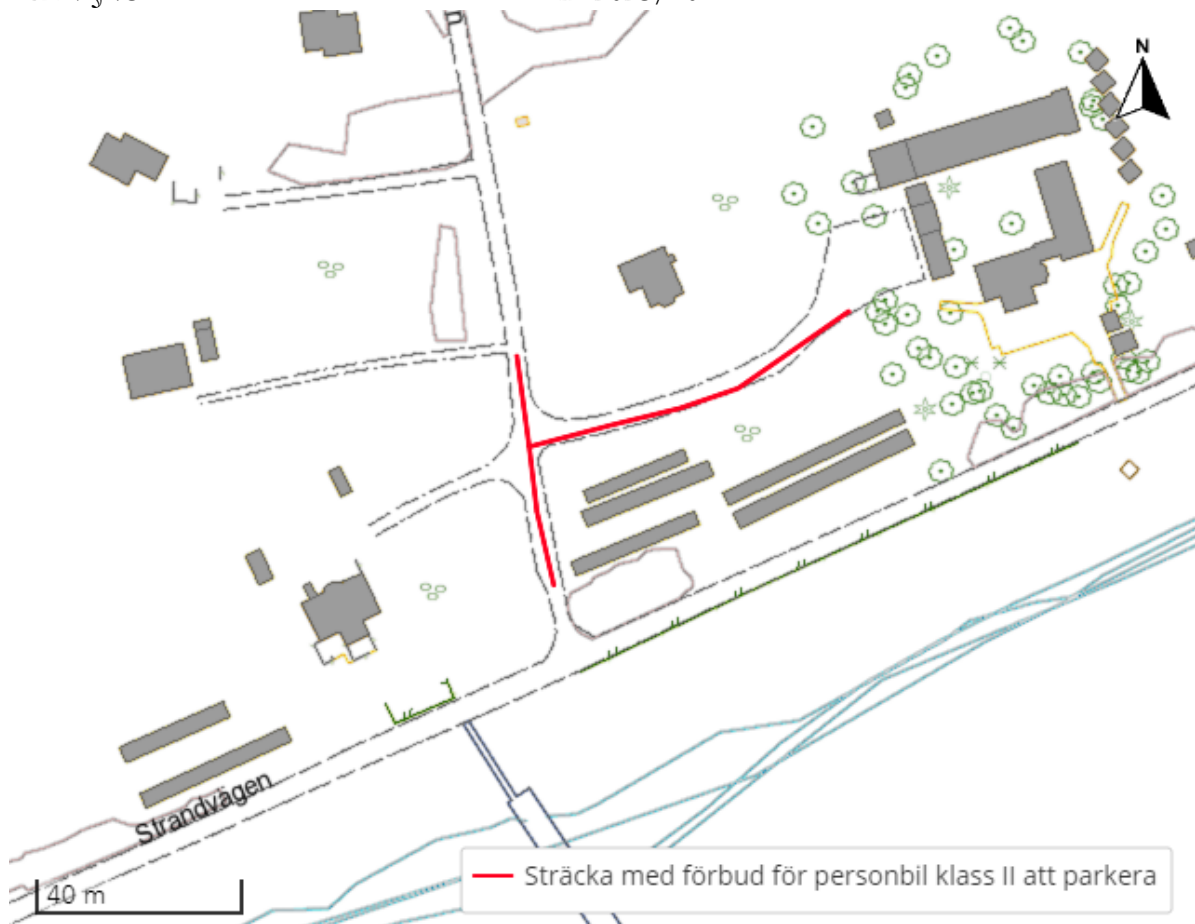 N
Strandvägen
40 m
Sträcka med förbud för personbil klass II att parkera